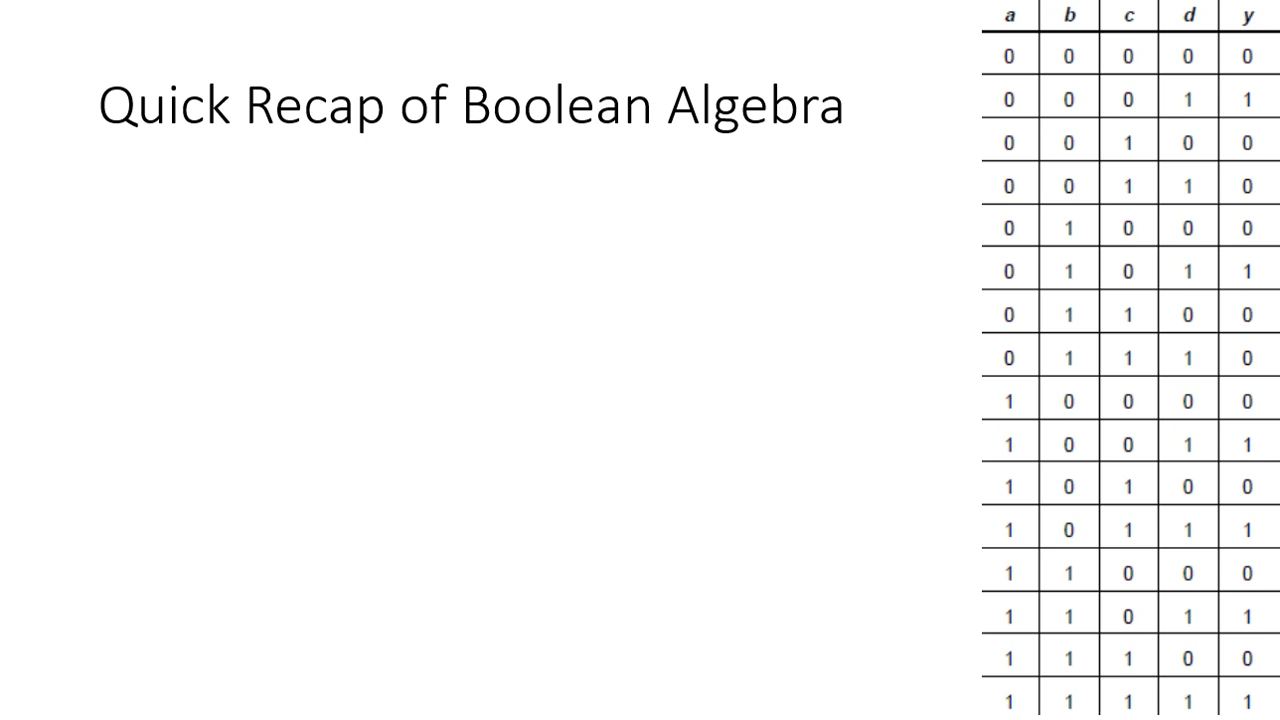 Quick Recap of Boolean Algebra
a b c d y
0 0 0 0 0
0 0 0 1 1
0 0 1 0 0
0 0 1 1 0
0 1 0 0 0
0 1 0 1 1
0 1 1 0 0
0 1 1 1 0
1 0 0 0 0
1 0 0 1 1
1 0 1 0 0
1 0 1 1 1
1 1 0 0 0
1 1 0 1 1
1 1 1 0 0
1 1 1 1 1